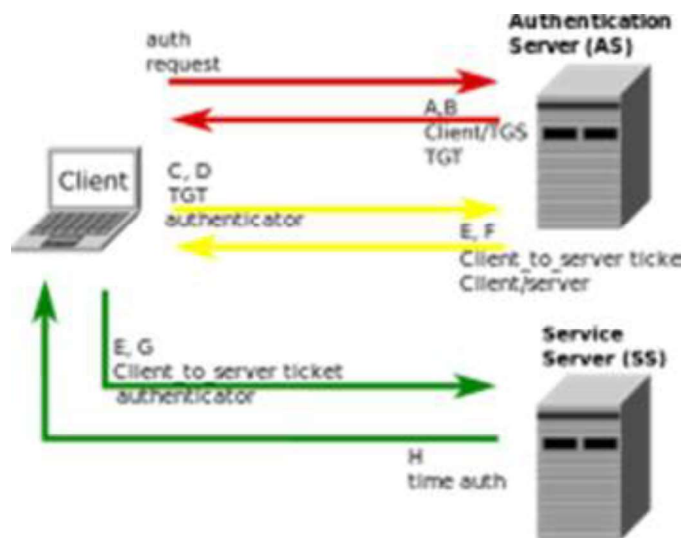 Authentication
Server (AS)
auth
request
A,B
Client/TGS
TGT
Client
C, D
TGT
authenticator
E, F
Client_to_server ticke
Client/server
Service
Server (SS)
E, G
Client_to_server ticket
authenticator
H
time auth